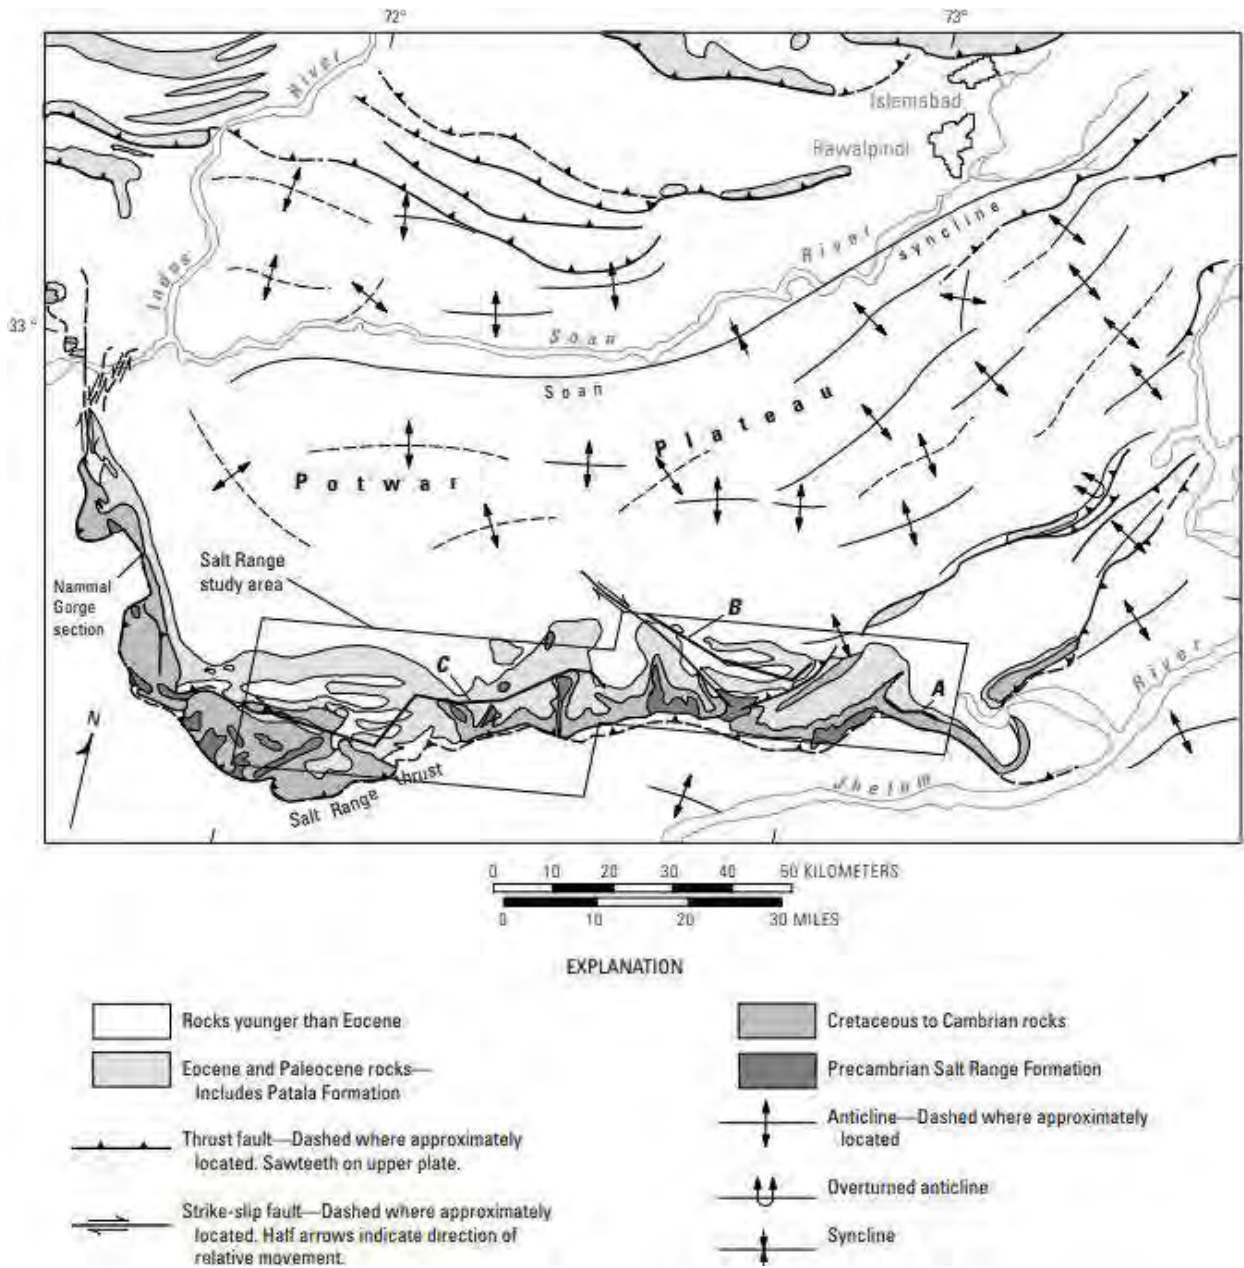 72°
73°
River
Islemsbad
Rawalpinoi
River
syncline
Indus
33°
Soan
Soan
Plateau
Potwar
Salt Range
study area
Nammal
Gorge
section
B
C
A
N
River
Jhelum
Salt Range thrust
0 10 20 30 40 50 KILOMETERS
0 10 20 30 MILES
EXPLANATION
Rocks younger than Eocene
Eocene and Paleocene rocks—
Includes Patala Formation
Thrust fault—Dashed where approximately
located. Sawteeth on upper plate.
Strike-slip fault—Dashed where approximately
located. Half arrows indicate direction of
relative movement.
Cretaceous to Cambrian rocks
Precambrian Salt Range Formation
Anticline—Dashed where approximately
located
Overturned anticline
Syncline